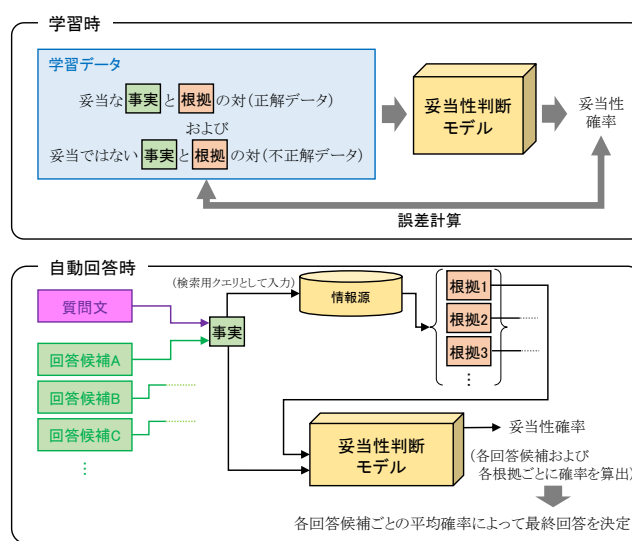 学習時
学習データ
妥当な 事実 と 根拠 の対(正解データ)
および
妥当ではない 事実 と 根拠 の対(不正解データ)
妥当性判断
モデル
妥当性
確率
誤差計算
自動回答時
質問文
回答候補A
回答候補B
回答候補C
⋮
(検索用クエリとして入力)
事実
情報源
根拠1
根拠2
根拠3
⋮
妥当性判断
モデル
妥当性確率
(各回答候補および
各根拠ごとに確率を算出)
各回答候補ごとの平均確率によって最終回答を決定